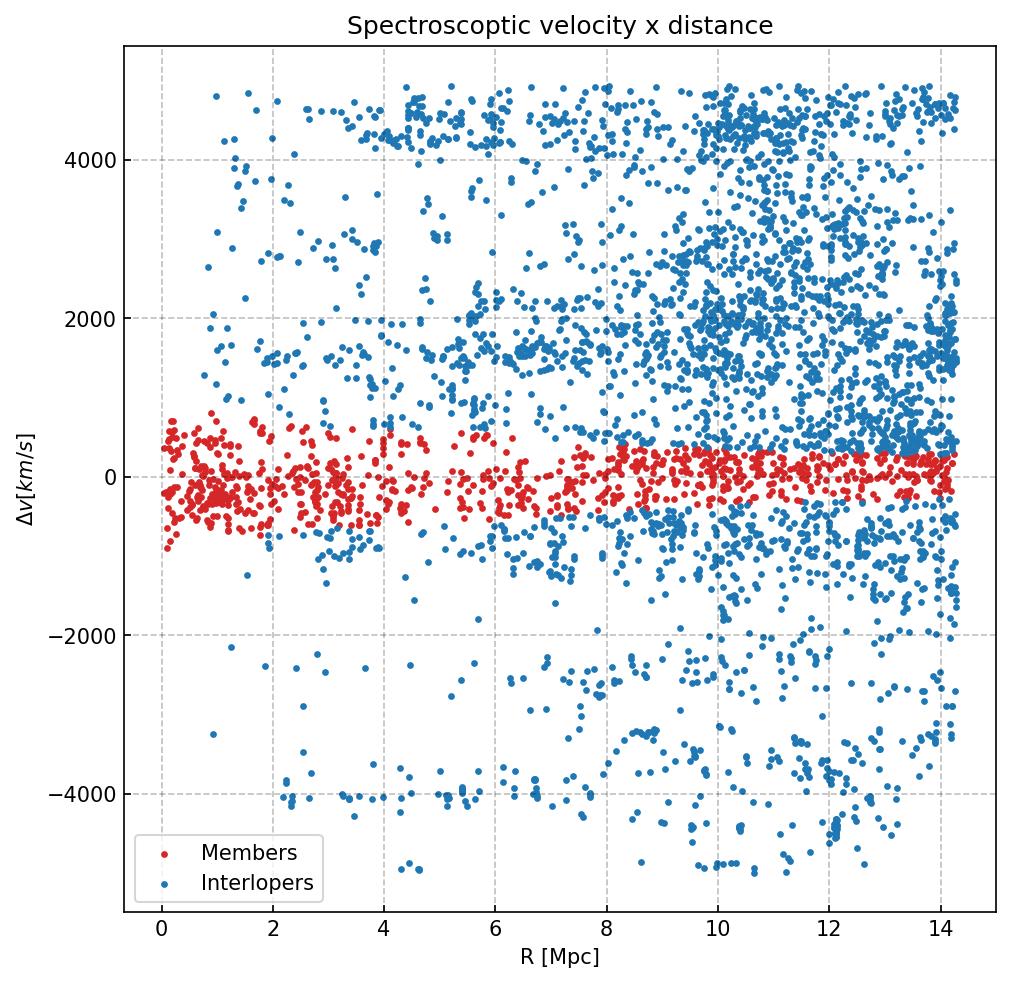 Spectroscoptic velocity x distance
4000
2000
0
−2000
−4000
Δv[km/s]
Members
Interlopers
0 2 4 6 8 10 12 14
R [Mpc]